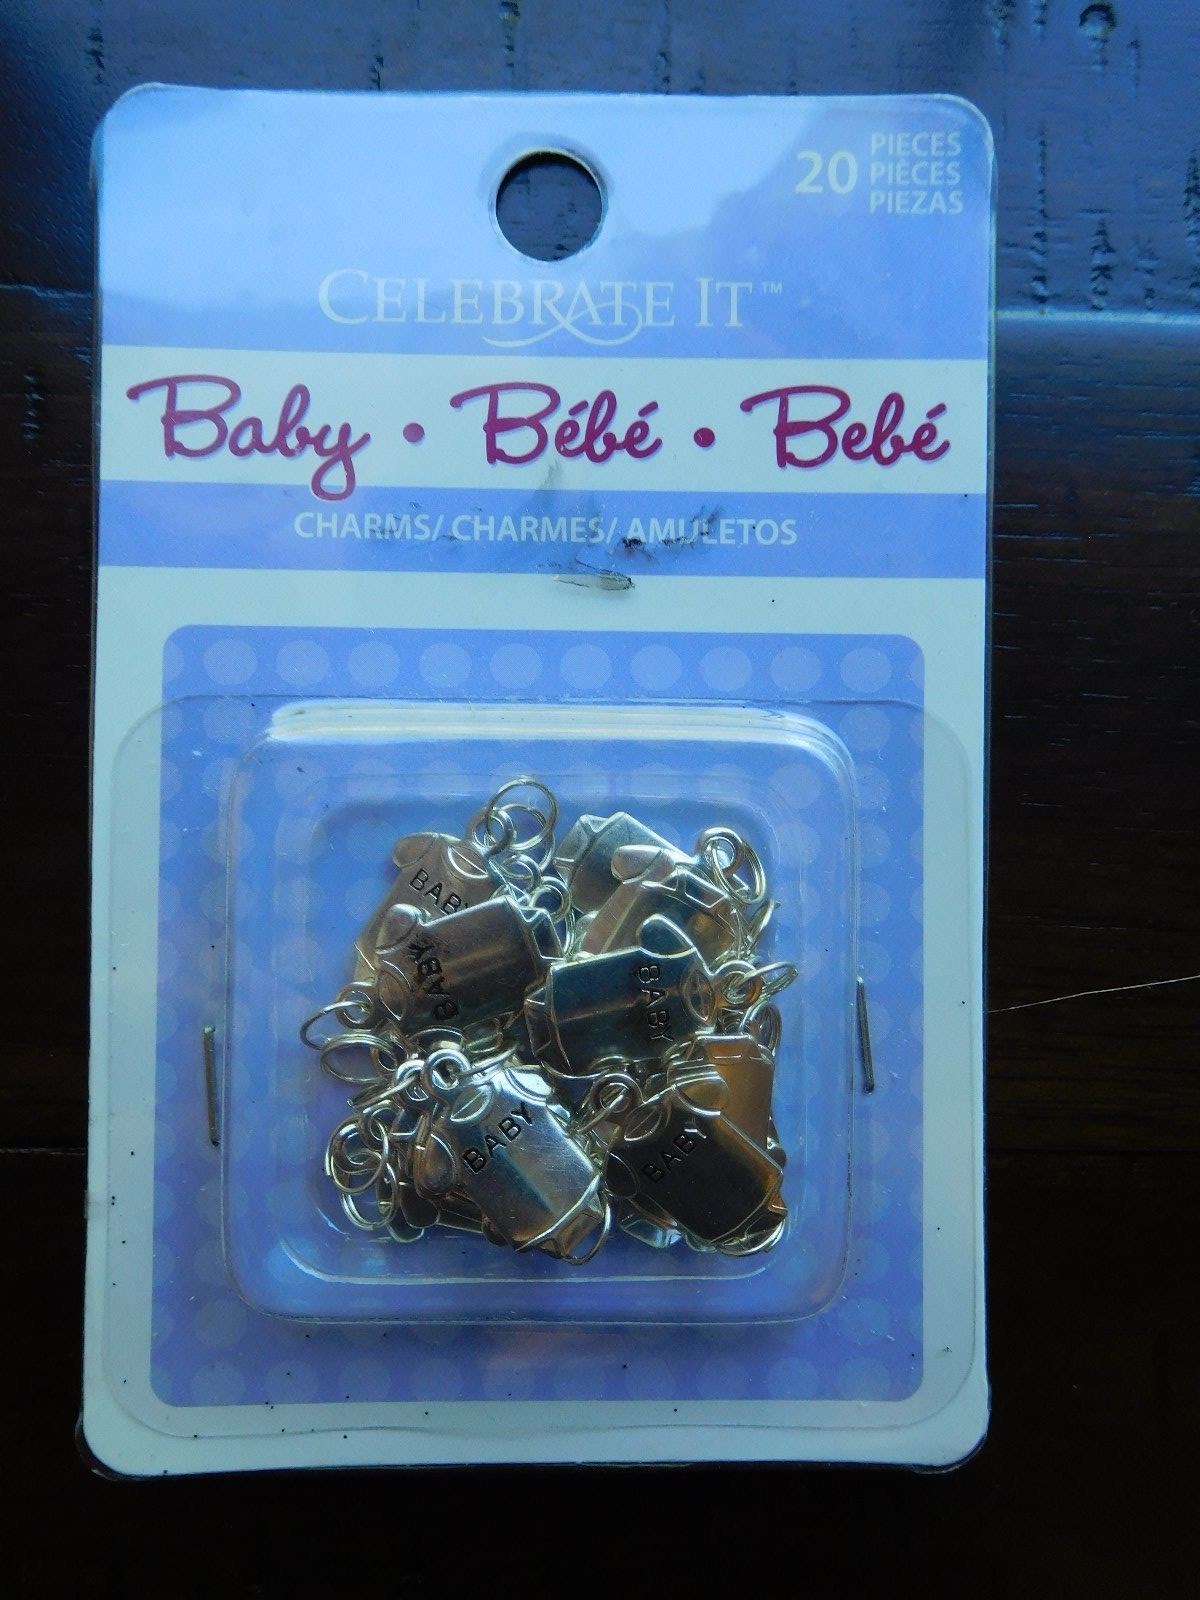 20 PIECES
PIÈCES
PIEZAS
CELEBRATE IT™
Baby • Bébé • Bebé
CHARMS/ CHARMES/ AMULETOS
BABY
BABY
BABY
BABY
BABY